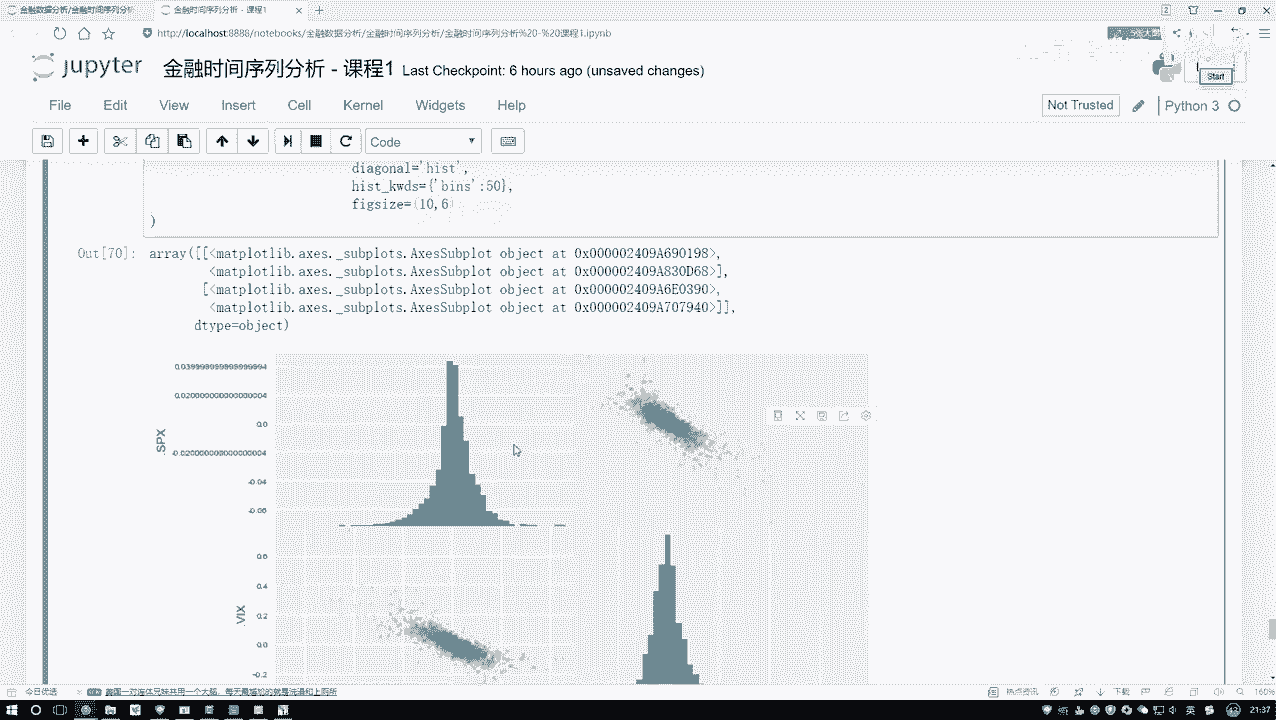 金融数据分析/金融时间序列分析
金融时间序列分析 - 课程1
http://localhost:8888/notebooks/金融数据分析/金融时间序列分析/金融时间序列分析%20-%20课程1.ipynb
jupyter 金融时间序列分析 - 课程1 Last Checkpoint: 6 hours ago (unsaved changes)
Start
File Edit View Insert Cell Kernel Widgets Help
Not Trusted Python 3
Code
diagonal='hist',
hist_kwds={'bins':50},
figsize=(10,6)
)
Out[70]: array([[<matplotlib.axes._subplots.AxesSubplot object at 0x000002409A690198>,
<matplotlib.axes._subplots.AxesSubplot object at 0x000002409A830D68>],
[<matplotlib.axes._subplots.AxesSubplot object at 0x000002409A6E0390>,
<matplotlib.axes._subplots.AxesSubplot object at 0x000002409A707940>]],
dtype=object)
.SPX
0.0
-0.04
-0.06
.VIX
0.6
0.4
0.2
0.0
-0.2
今日优选
热点资讯 下载 160%
英 21:37